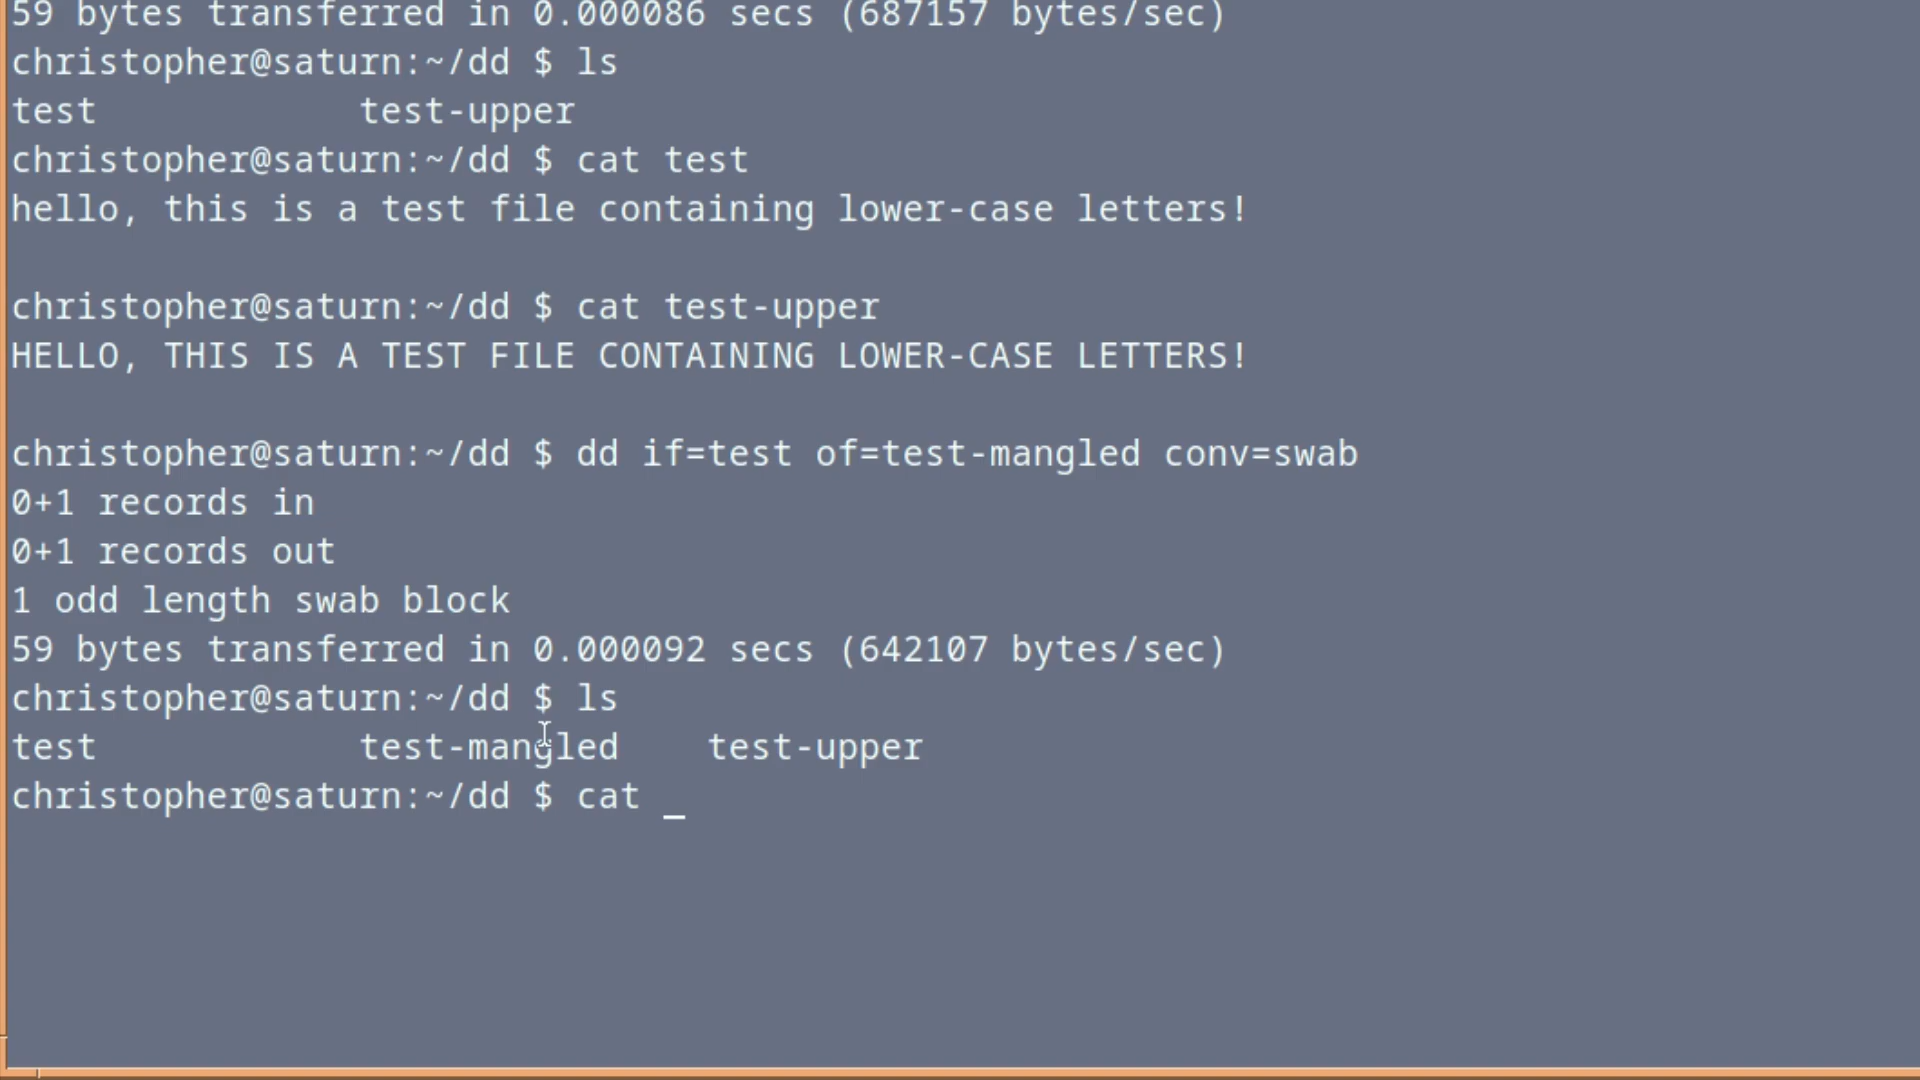 59 bytes transferred in 0.000086 secs (687157 bytes/sec)
christopher@saturn:~/dd $ ls
test            test-upper
christopher@saturn:~/dd $ cat test
hello, this is a test file containing lower-case letters!

christopher@saturn:~/dd $ cat test-upper
HELLO, THIS IS A TEST FILE CONTAINING LOWER-CASE LETTERS!

christopher@saturn:~/dd $ dd if=test of=test-mangled conv=swab
0+1 records in
0+1 records out
1 odd length swab block
59 bytes transferred in 0.000092 secs (642107 bytes/sec)
christopher@saturn:~/dd $ ls
test            test-mangled    test-upper
christopher@saturn:~/dd $ cat _